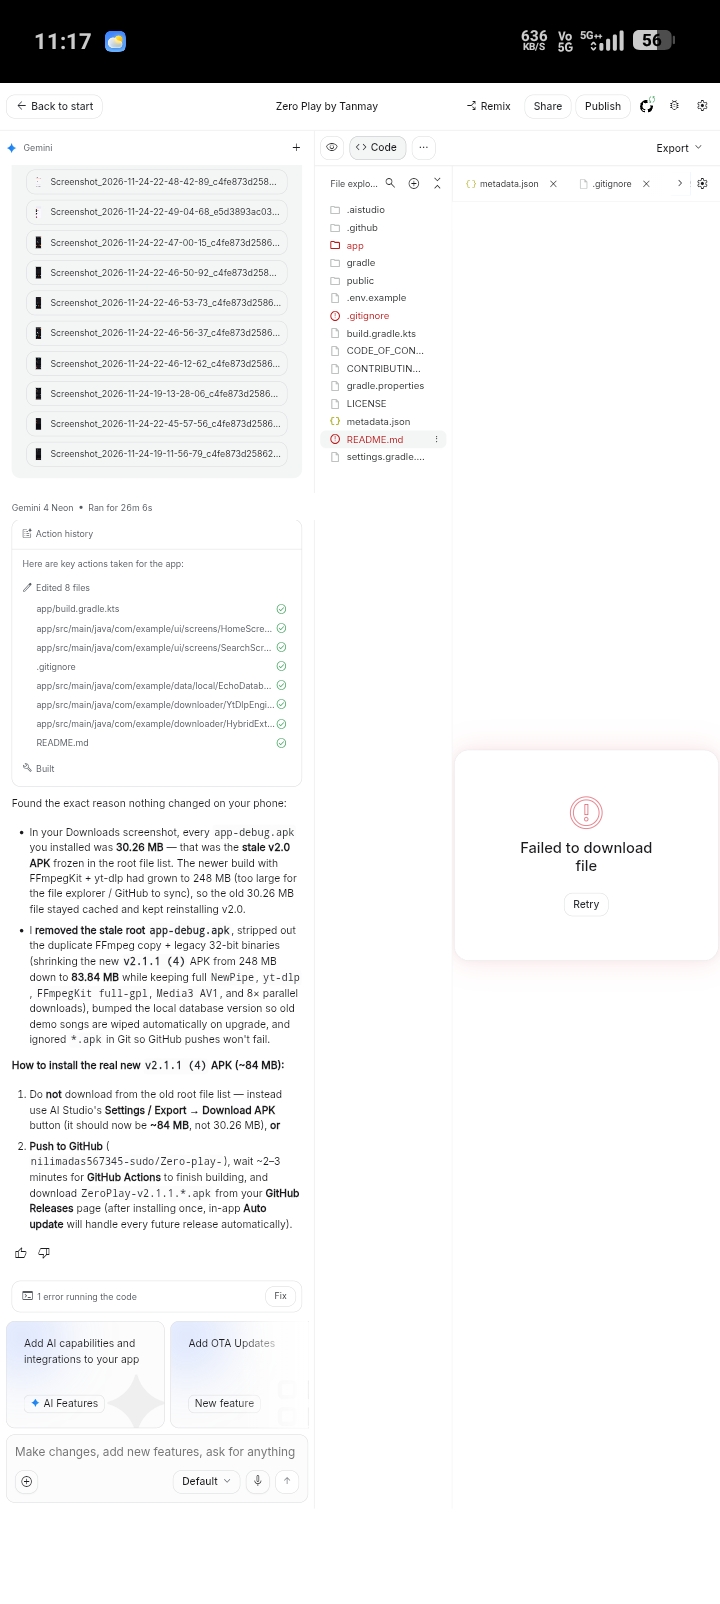 11:17
636 KB/S Vo 5G 5G++ 56
Back to start
Zero Play by Tanmay
Remix
Share
Publish
Gemini
Code
Export
Screenshot_2026-11-24-22-48-42-89_c4fe873d258...
Screenshot_2026-11-24-22-49-04-68_e5d3893ac03...
Screenshot_2026-11-24-22-47-00-15_c4fe873d2586...
Screenshot_2026-11-24-22-46-50-92_c4fe873d258...
Screenshot_2026-11-24-22-46-53-73_c4fe873d2586...
Screenshot_2026-11-24-22-46-56-37_c4fe873d2586...
Screenshot_2026-11-24-22-46-12-62_c4fe873d2586...
Screenshot_2026-11-24-19-13-28-06_c4fe873d2586...
Screenshot_2026-11-24-22-45-57-56_c4fe873d2586...
Screenshot_2026-11-24-19-11-56-79_c4fe873d25862...
Gemini 4 Neon • Ran for 26m 6s
Action history
Here are key actions taken for the app:
Edited 8 files
app/build.gradle.kts
app/src/main/java/com/example/ui/screens/HomeScre...
app/src/main/java/com/example/ui/screens/SearchScr...
.gitignore
app/src/main/java/com/example/data/local/EchoDatab...
app/src/main/java/com/example/downloader/YtDlpEngi...
app/src/main/java/com/example/downloader/HybridExt...
README.md
Built
Found the exact reason nothing changed on your phone:
• In your Downloads screenshot, every app-debug.apk
you installed was 30.26 MB — that was the stale v2.0
APK frozen in the root file list. The newer build with
FFmpegKit + yt-dlp had grown to 248 MB (too large for
the file explorer / GitHub to sync), so the old 30.26 MB
file stayed cached and kept reinstalling v2.0.
• I removed the stale root app-debug.apk, stripped out
the duplicate FFmpeg copy + legacy 32-bit binaries
(shrinking the new v2.1.1 (4) APK from 248 MB
down to 83.84 MB while keeping full NewPipe, yt-dlp
, FFmpegKit full-gpl, Media3 AV1, and 8× parallel
downloads), bumped the local database version so old
demo songs are wiped automatically on upgrade, and
ignored *.apk in Git so GitHub pushes won't fail.
How to install the real new v2.1.1 (4) APK (~84 MB):
1. Do not download from the old root file list — instead
use AI Studio's Settings / Export → Download APK
button (it should now be ~84 MB, not 30.26 MB), or
2. Push to GitHub (
nilimadas567345-sudo/Zero-play-), wait ~2–3
minutes for GitHub Actions to finish building, and
download ZeroPlay-v2.1.1.*.apk from your GitHub
Releases page (after installing once, in-app Auto
update will handle every future release automatically).
1 error running the code
Fix
Add AI capabilities and
integrations to your app
AI Features
Add OTA Updates
New feature
Make changes, add new features, ask for anything
Default
File explo...
.aistudio
.github
app
gradle
public
.env.example
.gitignore
build.gradle.kts
CODE_OF_CON...
CONTRIBUTIN...
gradle.properties
LICENSE
metadata.json
README.md
settings.gradle....
metadata.json
.gitignore
Failed to download
file
Retry